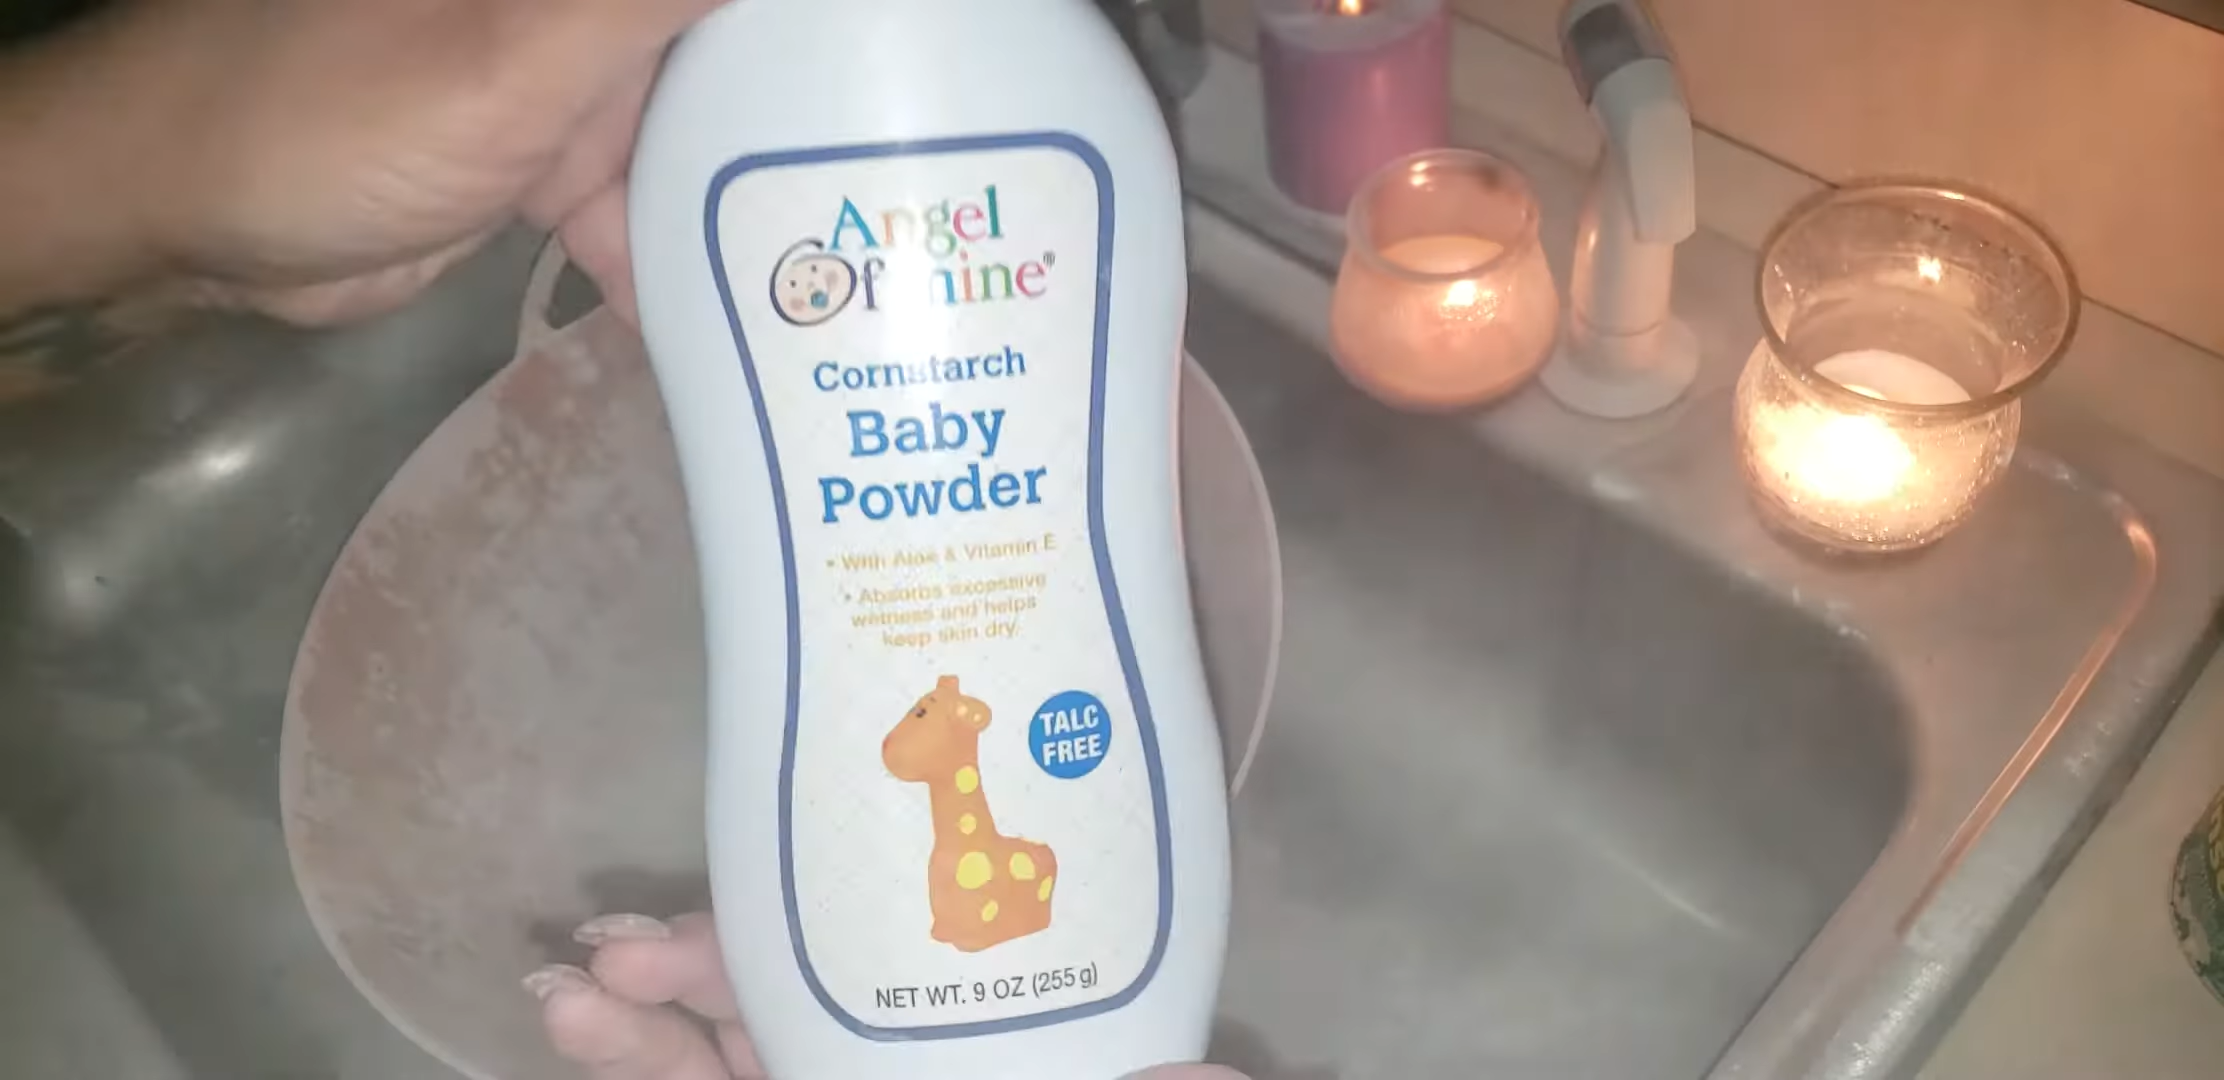 Angel
Of mine®
Cornstarch
Baby
Powder
• With Aloe & Vitamin E
• Absorbs excessive
wetness and helps
keep skin dry.
TALC
FREE
NET WT. 9 OZ (255 g)